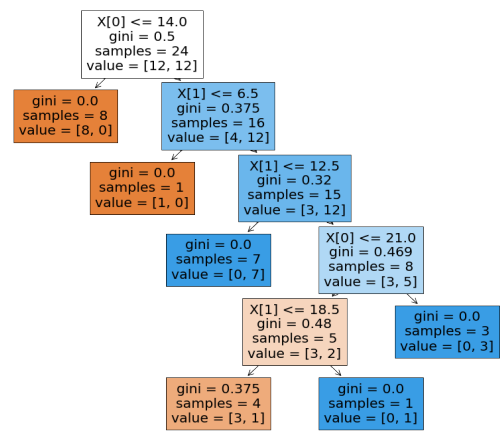 X[0] <= 14.0
gini = 0.5
samples = 24
value = [12, 12]
gini = 0.0
samples = 8
value = [8, 0]
X[1] <= 6.5
gini = 0.375
samples = 16
value = [4, 12]
gini = 0.0
samples = 1
value = [1, 0]
X[1] <= 12.5
gini = 0.32
samples = 15
value = [3, 12]
gini = 0.0
samples = 7
value = [0, 7]
X[0] <= 21.0
gini = 0.469
samples = 8
value = [3, 5]
X[1] <= 18.5
gini = 0.48
samples = 5
value = [3, 2]
gini = 0.0
samples = 3
value = [0, 3]
gini = 0.375
samples = 4
value = [3, 1]
gini = 0.0
samples = 1
value = [0, 1]